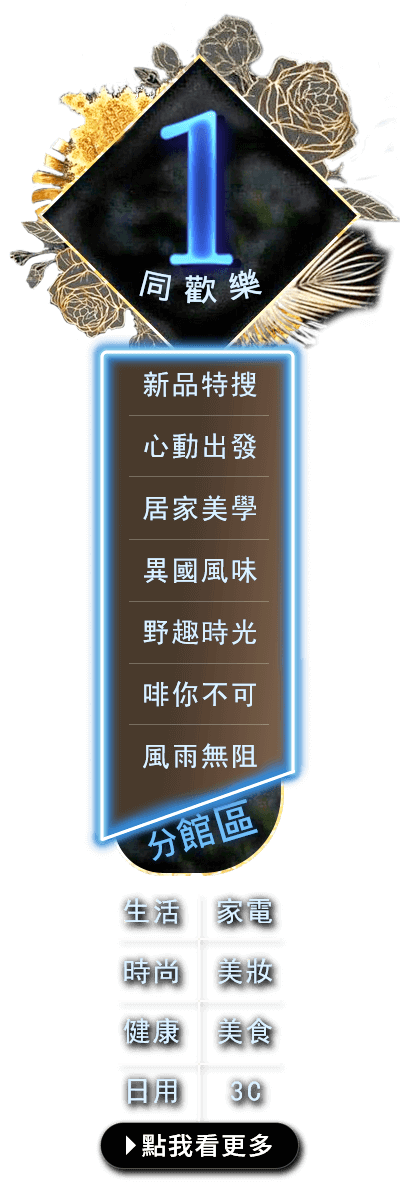 1
同歡樂
新品特搜
心動出發
居家美學
異國風味
野趣時光
啡你不可
風雨無阻
分館區
生活 家電
時尚 美妝
健康 美食
日用 3C
點我看更多